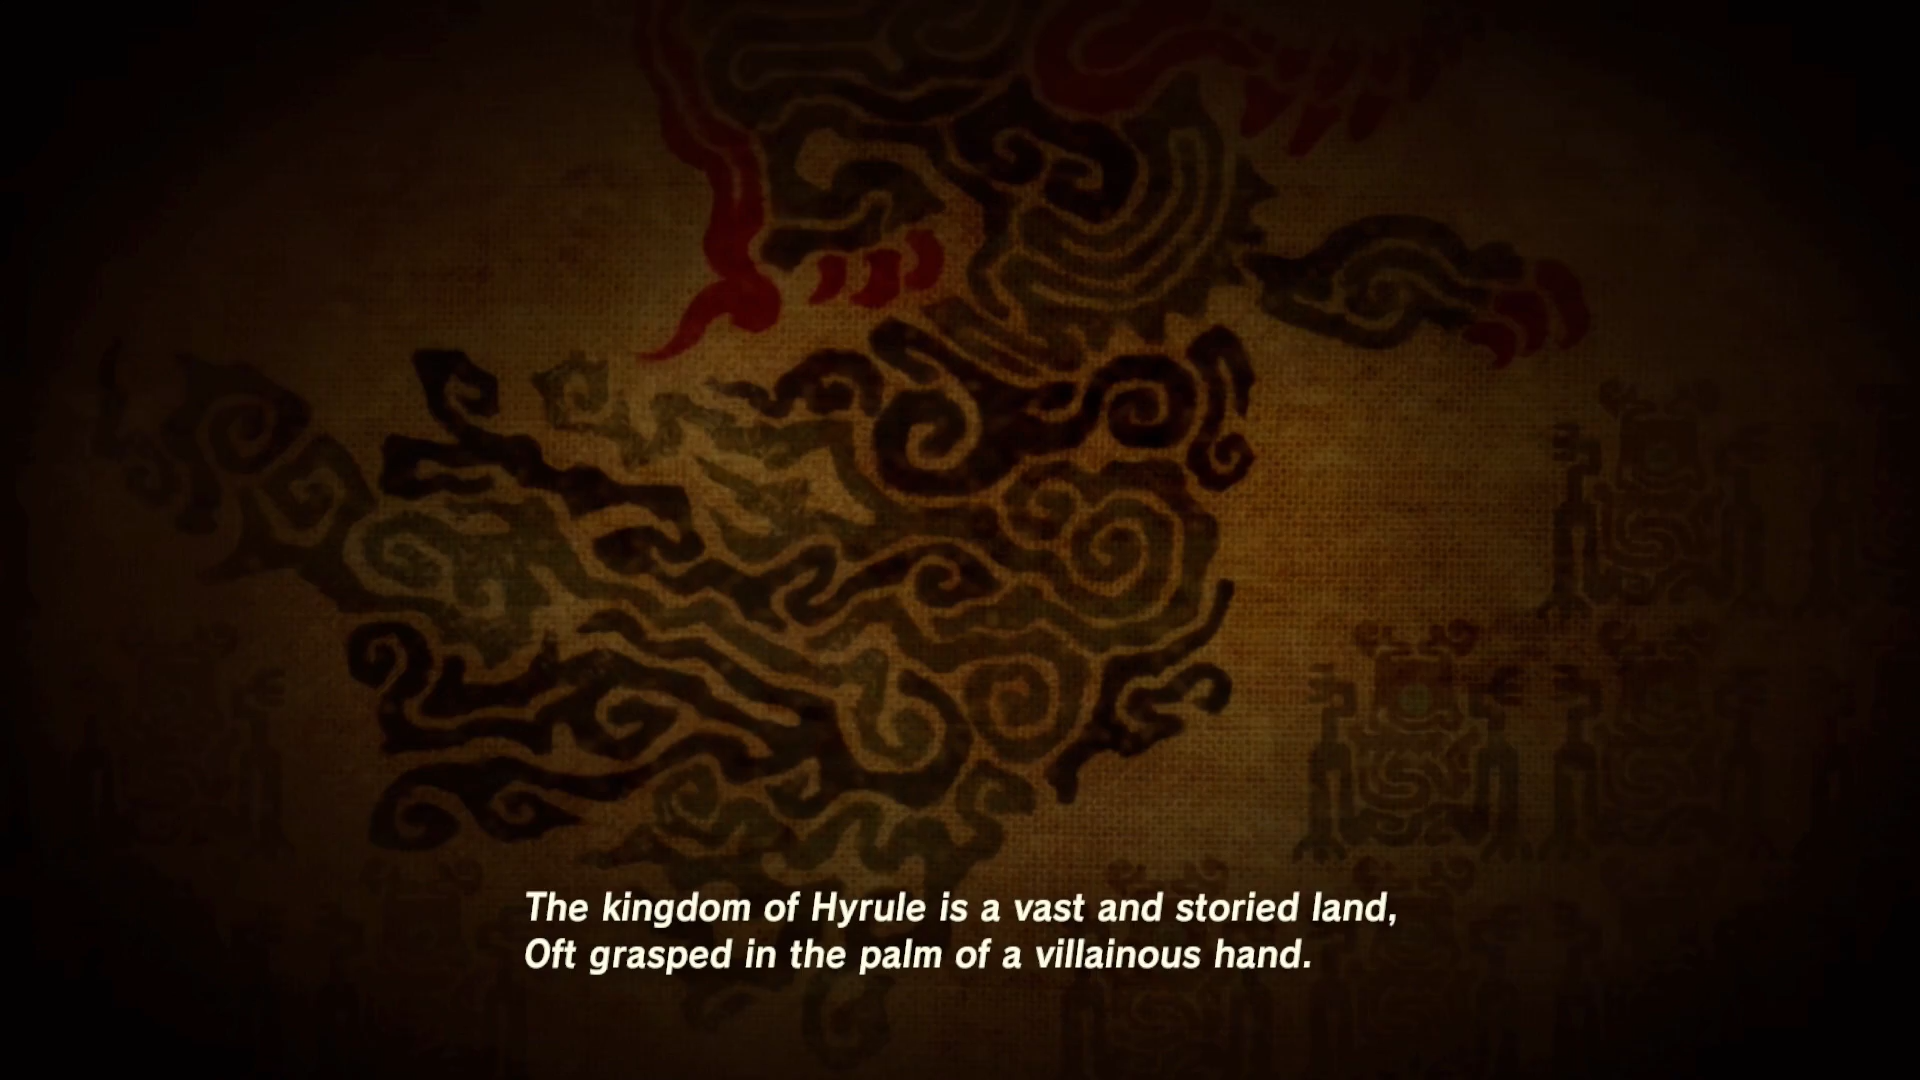 The kingdom of Hyrule is a vast and storied land,
Oft grasped in the palm of a villainous hand.